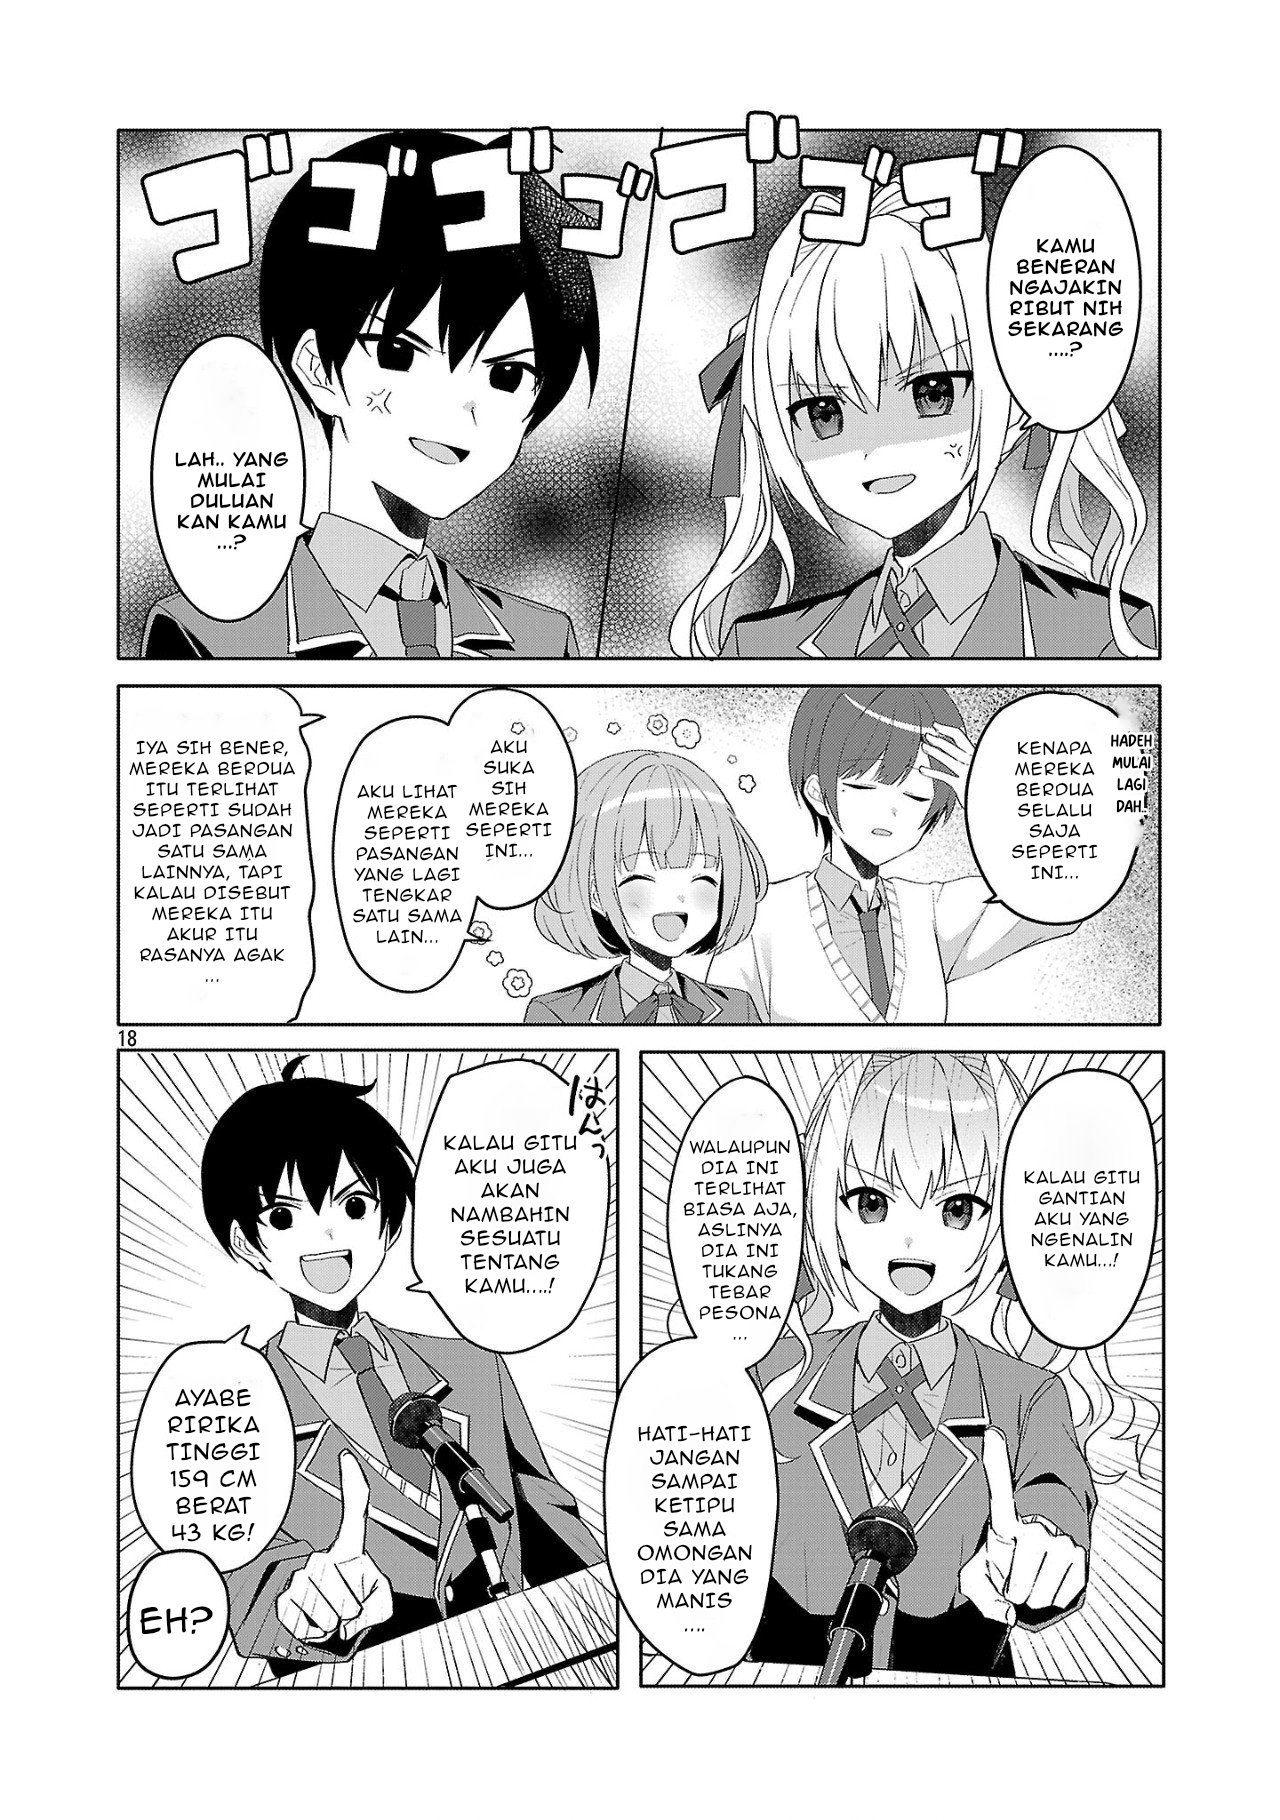 ゴゴゴゴゴゴゴ
KAMU
BENERAN
NGAJAKIN
RIBUT NIH
SEKARANG
....?
LAH.. YANG
MULAI
DULUAN
KAN KAMU
...?
HADEH
MULAI
LAGI
DAH.
KENAPA
MEREKA
BERDUA
SELALU
SAJA
SEPERTI
INI...
AKU
SUKA
SIH
MEREKA
SEPERTI
INI...
AKU LIHAT
MEREKA
SEPERTI
PASANGAN
YANG LAGI
TENGKAR
SATU SAMA
LAIN...
IYA SIH BENER,
MEREKA BERDUA
ITU TERLIHAT
SEPERTI SUDAH
JADI PASANGAN
SATU SAMA
LAINNYA, TAPI
KALAU DISEBUT
MEREKA ITU
AKUR ITU
RASANYA AGAK
...
18
KALAU GITU
GANTIAN
AKU YANG
NGENALIN
KAMU...!
WALAUPUN
DIA INI
TERLIHAT
BIASA AJA,
ASLINYA
DIA INI
TUKANG
TEBAR
PESONA
...
HATI-HATI
JANGAN
SAMPAI
KETIPU
SAMA
OMONGAN
DIA YANG
MANIS
....
はんっ
KALAU GITU
AKU JUGA
AKAN
NAMBAHIN
SESUATU
TENTANG
KAMU....!
AYABE
RIRIKA
TINGGI
159 CM
BERAT
43 KG!
EH?